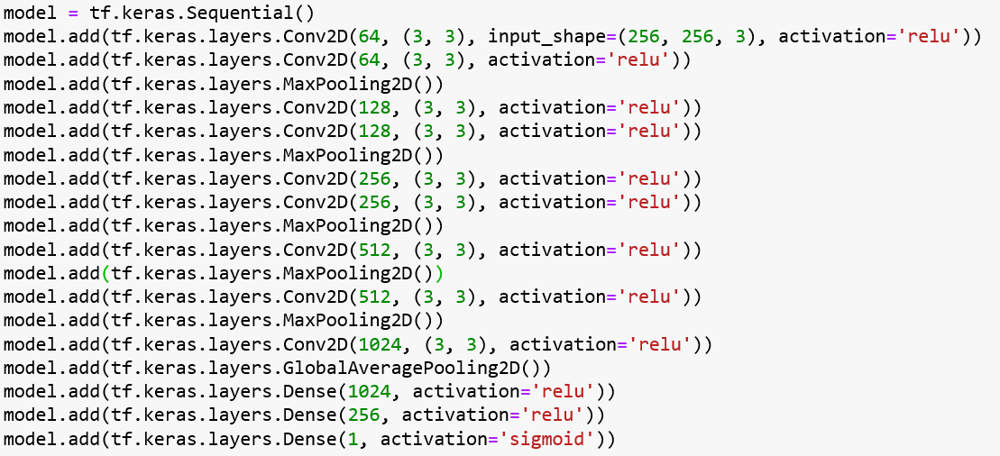 model = tf.keras.Sequential()
model.add(tf.keras.layers.Conv2D(64, (3, 3), input_shape=(256, 256, 3), activation='relu'))
model.add(tf.keras.layers.Conv2D(64, (3, 3), activation='relu'))
model.add(tf.keras.layers.MaxPooling2D())
model.add(tf.keras.layers.Conv2D(128, (3, 3), activation='relu'))
model.add(tf.keras.layers.Conv2D(128, (3, 3), activation='relu'))
model.add(tf.keras.layers.MaxPooling2D())
model.add(tf.keras.layers.Conv2D(256, (3, 3), activation='relu'))
model.add(tf.keras.layers.Conv2D(256, (3, 3), activation='relu'))
model.add(tf.keras.layers.MaxPooling2D())
model.add(tf.keras.layers.Conv2D(512, (3, 3), activation='relu'))
model.add(tf.keras.layers.MaxPooling2D())
model.add(tf.keras.layers.Conv2D(512, (3, 3), activation='relu'))
model.add(tf.keras.layers.MaxPooling2D())
model.add(tf.keras.layers.Conv2D(1024, (3, 3), activation='relu'))
model.add(tf.keras.layers.GlobalAveragePooling2D())
model.add(tf.keras.layers.Dense(1024, activation='relu'))
model.add(tf.keras.layers.Dense(256, activation='relu'))
model.add(tf.keras.layers.Dense(1, activation='sigmoid'))